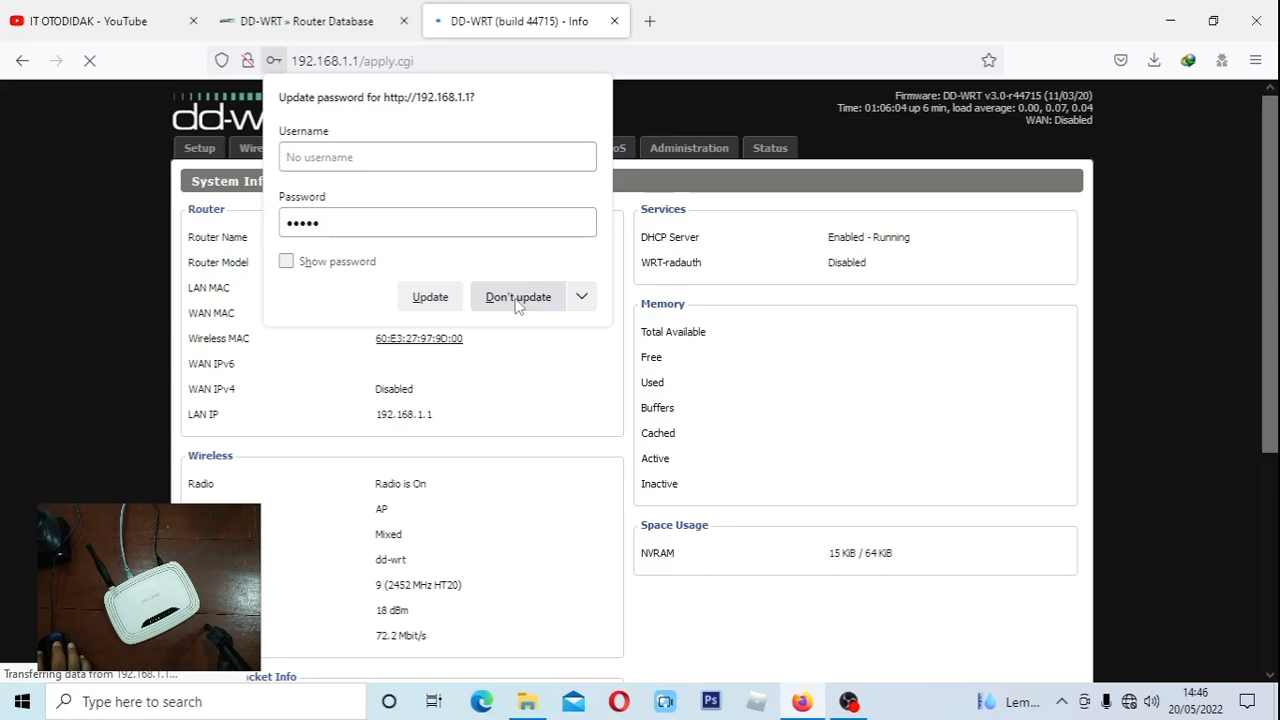 IT OTODIDAK - YouTube
DD-WRT » Router Database
DD-WRT (build 44715) - Info
192.168.1.1/apply.cgi
Update password for http://192.168.1.1?
Username
No username
Password
Show password
Update
Don't update
dd-w
Firmware: DD-WRT v3.0-r44715 (11/03/20)
Time: 01:06:04 up 6 min, load average: 0.00, 0.07, 0.04
WAN: Disabled
Setup
Wire
oS
Administration
Status
System Inf
Router
Router Name
Router Model
LAN MAC
WAN MAC
Wireless MAC 60:E3:27:97:9D:00
WAN IPv6
WAN IPv4 Disabled
LAN IP 192.168.1.1
Wireless
Radio Radio is On
AP
Mixed
dd-wrt
9 (2452 MHz HT20)
18 dBm
72.2 Mbit/s
cket Info
Services
DHCP Server Enabled - Running
WRT-radauth Disabled
Memory
Total Available
Free
Used
Buffers
Cached
Active
Inactive
Space Usage
NVRAM 15 KiB / 64 KiB
Transferring data from 192.168.1.1...
Type here to search
Ps
Lem...
14:46
20/05/2022